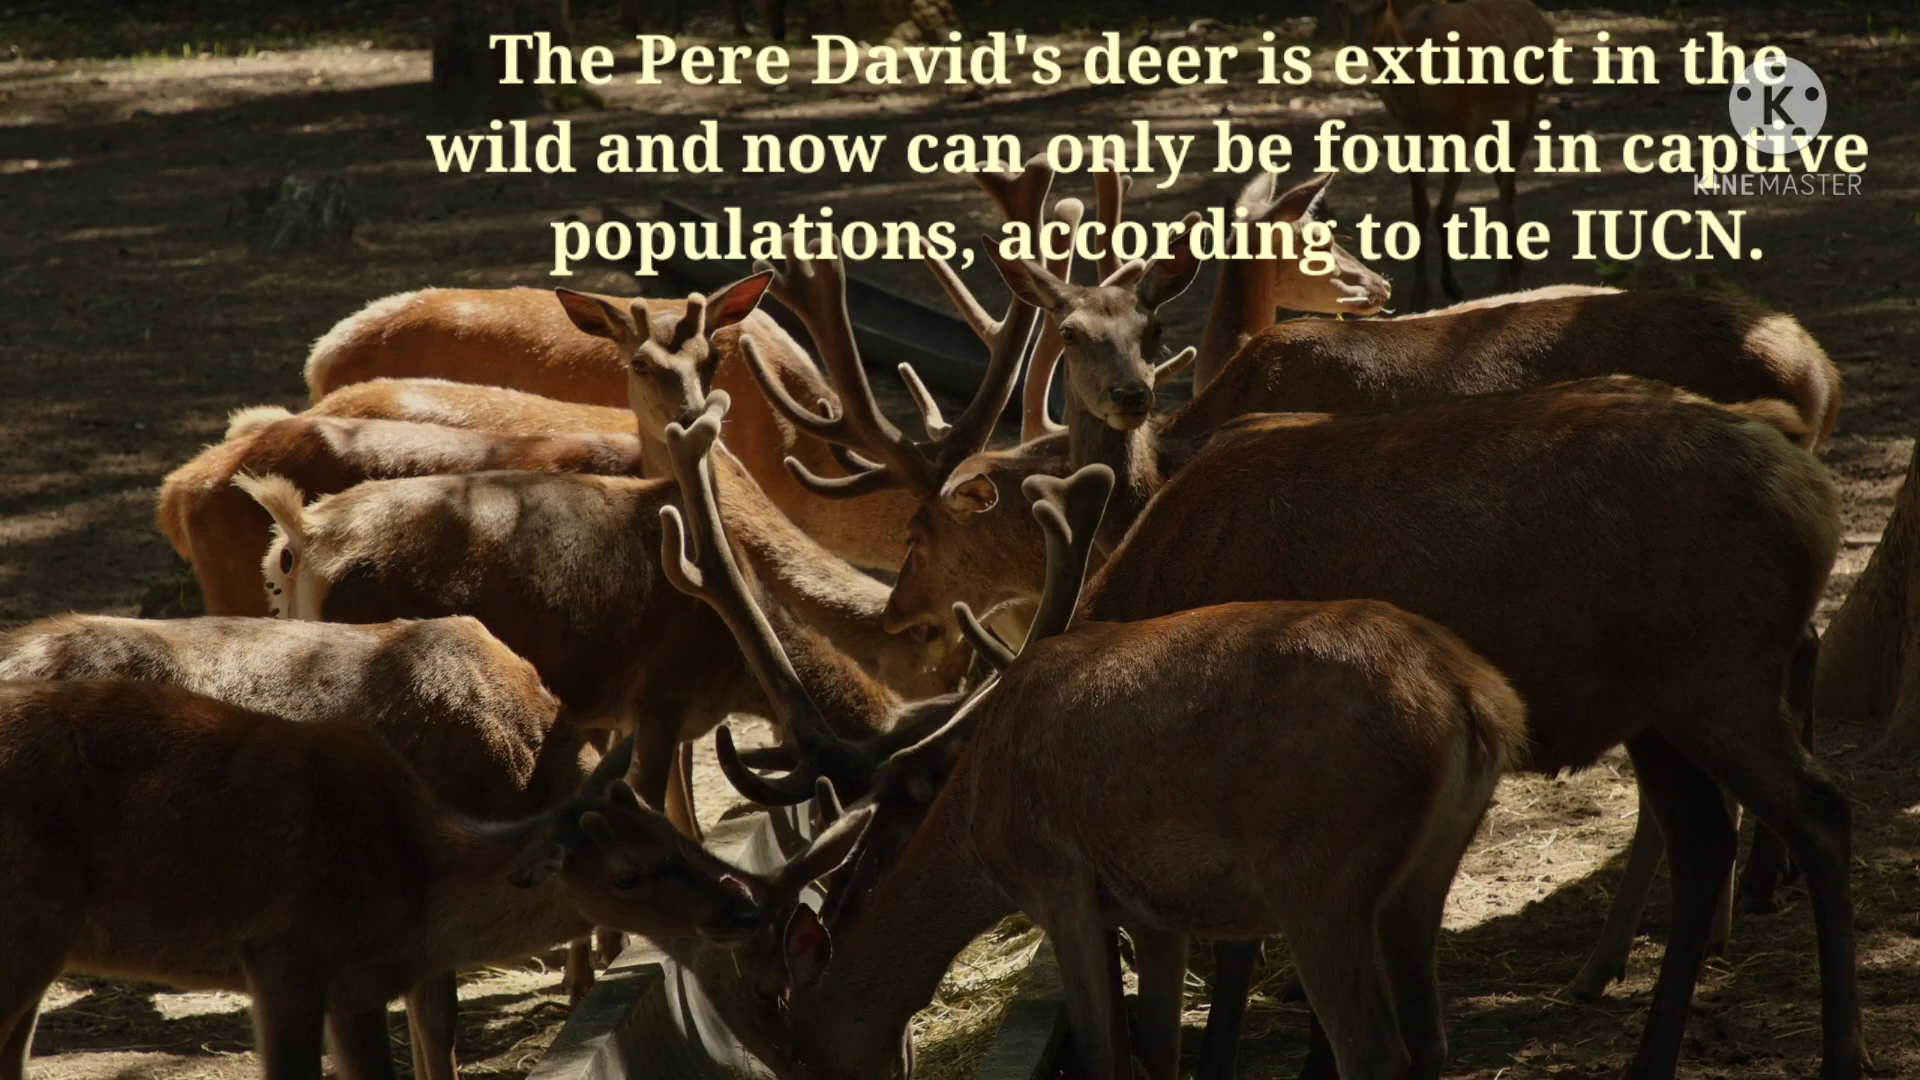 The Pere David's deer is extinct in the
wild and now can only be found in captive
populations, according to the IUCN.
K
KINEMASTER